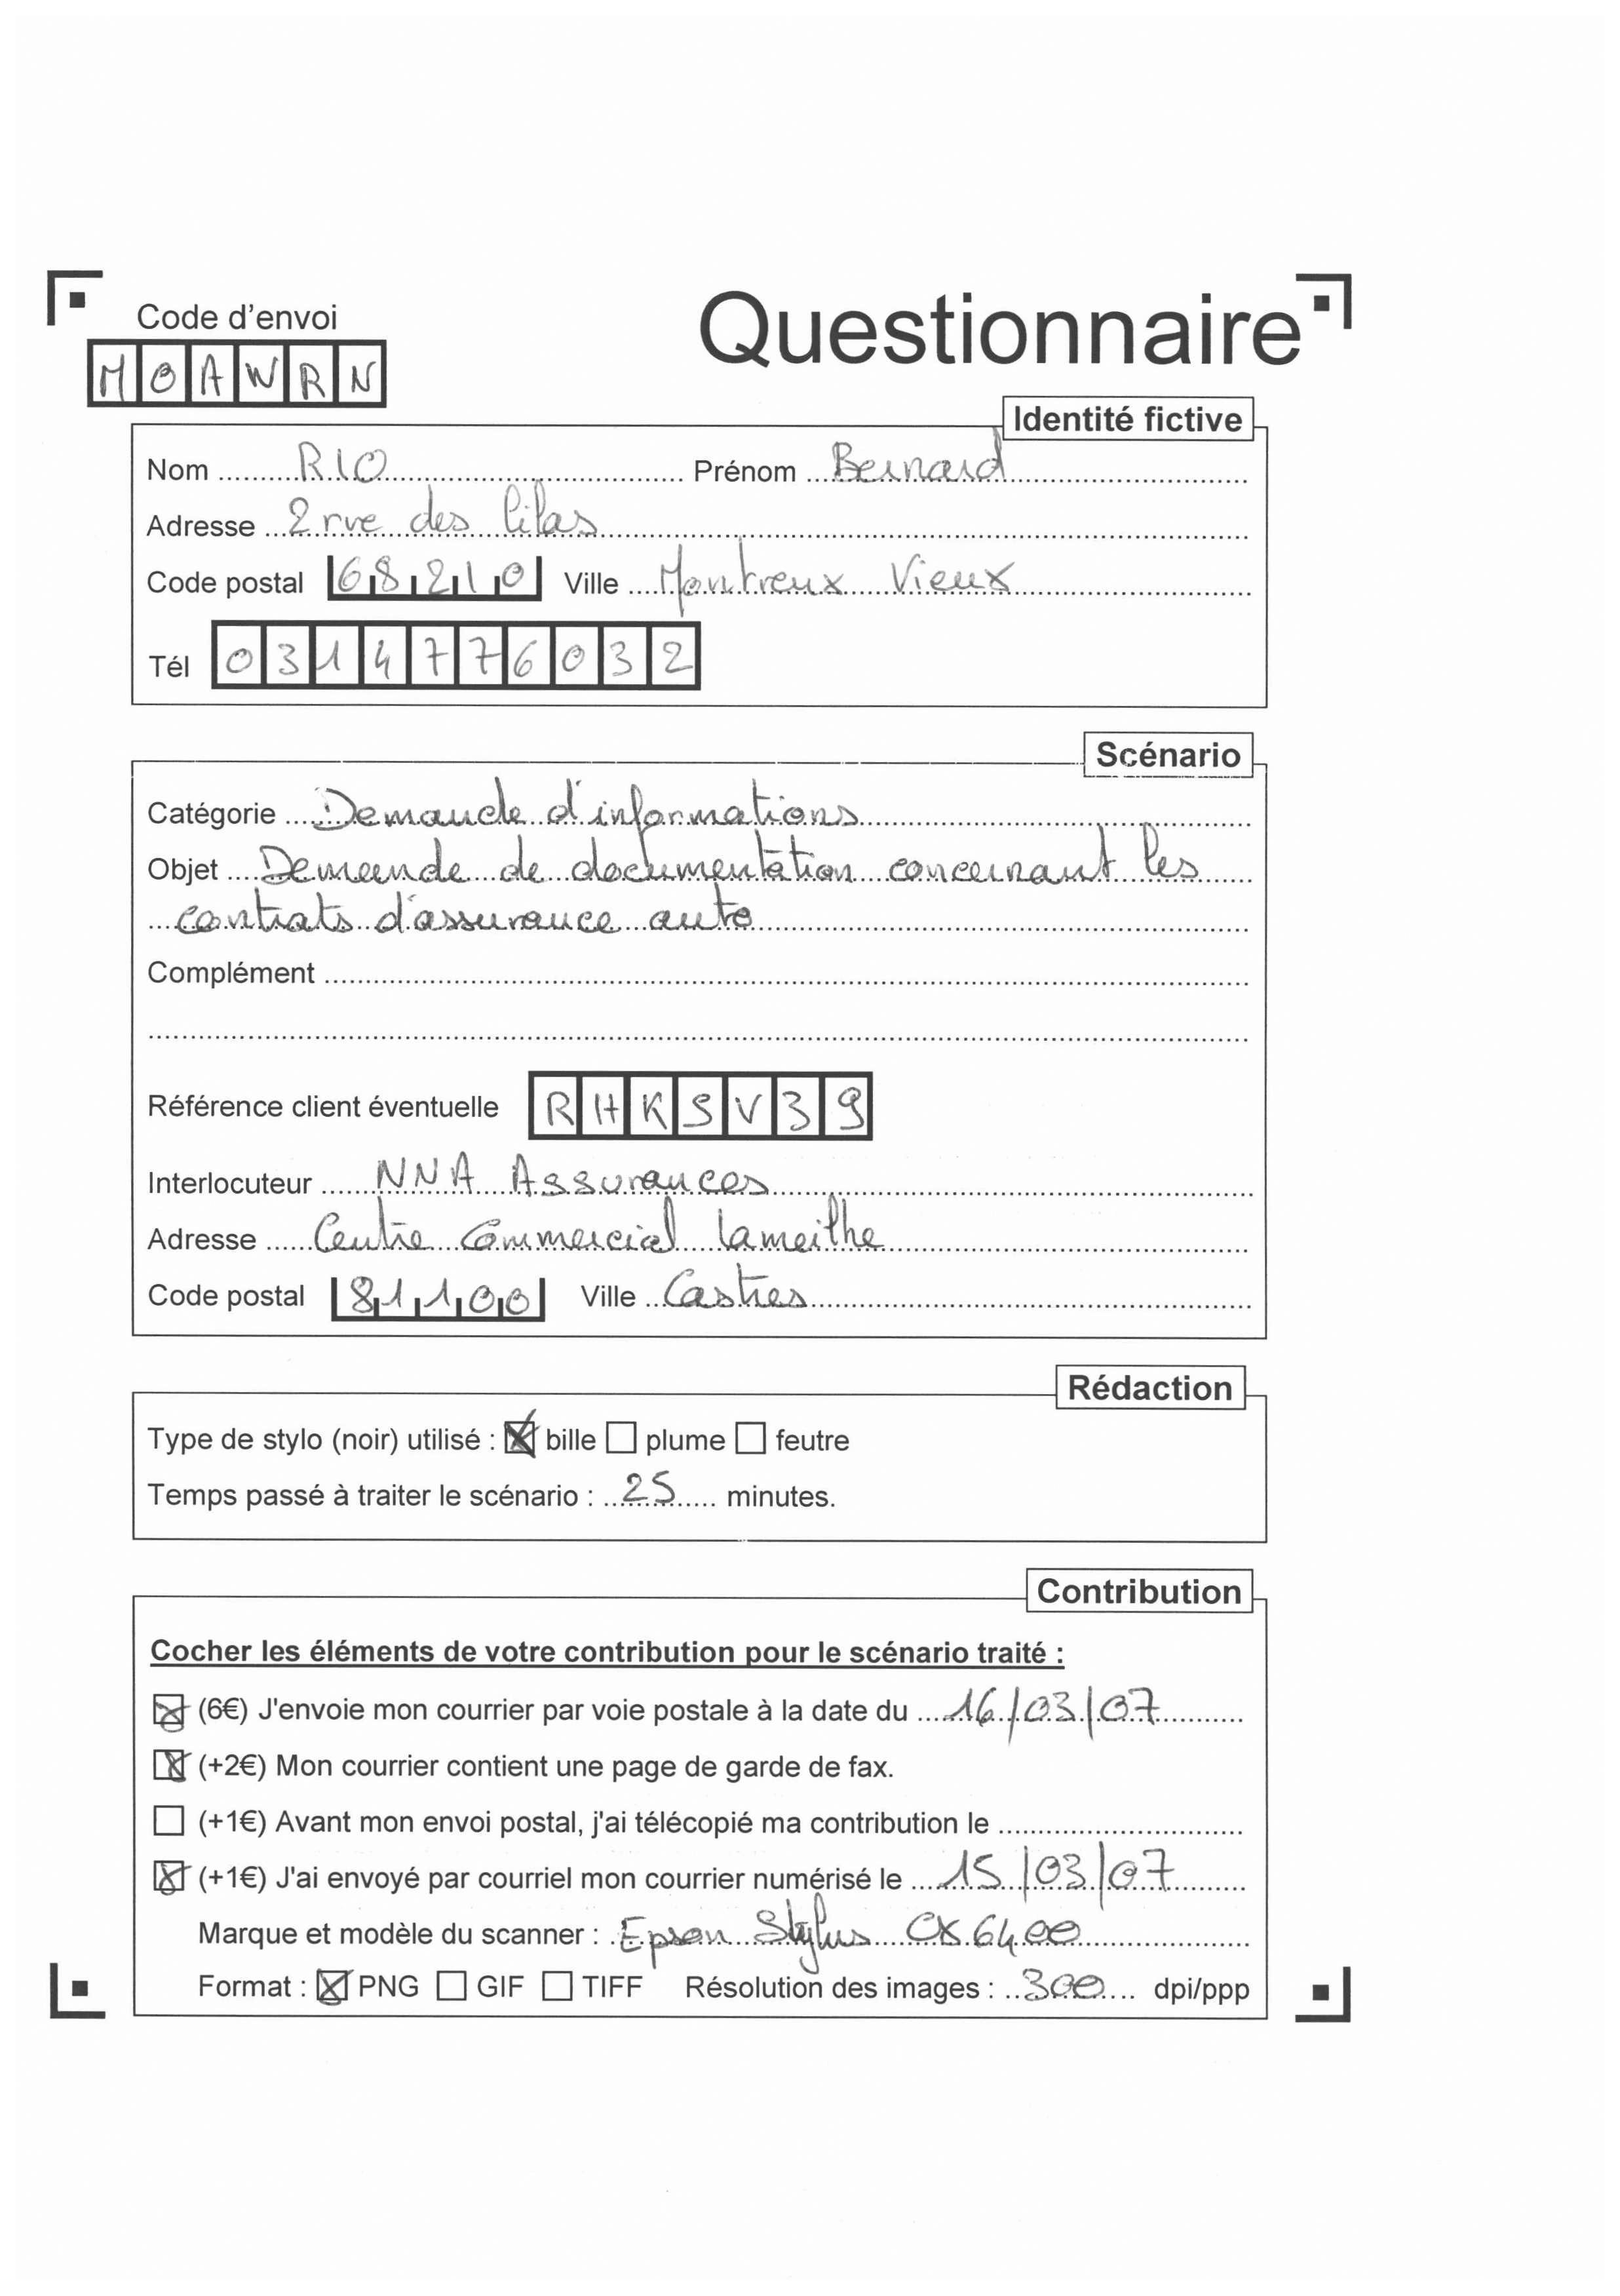 Code d'envoi
Questionnaire
MOAWRN
Identité fictive
Nom RIO Prénom Bernard
Adresse 2 rue des lilas
Code postal 68210 Ville Montreux Vieux
Tél 0314776032
Scénario
Catégorie Demande d'informations
Objet Demande de documentation concernant les
contrats d'assurance auto
Complément
Référence client éventuelle RHKSV39
Interlocuteur NNA Assurances
Adresse Centre Commercial Lameilhe
Code postal 81100 Ville Castres
Rédaction
Type de stylo (noir) utilisé : ☒ bille ☐ plume ☐ feutre
Temps passé à traiter le scénario : 25 minutes.
Contribution
Cocher les éléments de votre contribution pour le scénario traité :
☒ (6€) J'envoie mon courrier par voie postale à la date du 16/03/07
☒ (+2€) Mon courrier contient une page de garde de fax.
☐ (+1€) Avant mon envoi postal, j'ai télécopié ma contribution le
☒ (+1€) J'ai envoyé par courriel mon courrier numérisé le 15/03/07
Marque et modèle du scanner : Epson Stylus CX6400
Format : ☒ PNG ☐ GIF ☐ TIFF Résolution des images : 300 dpi/ppp